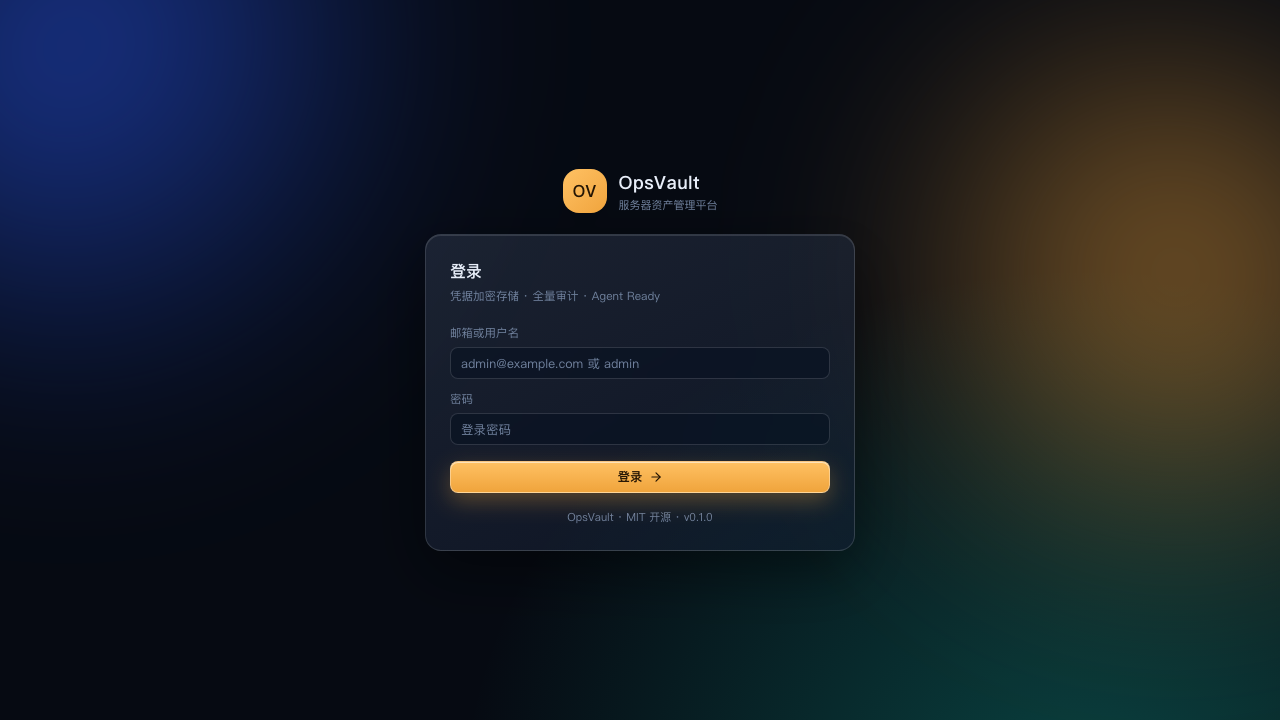 OV
OpsVault
服务器资产管理平台
登录
凭据加密存储 · 全量审计 · Agent Ready
邮箱或用户名
admin@example.com 或 admin
密码
登录密码
登录 →
OpsVault · MIT 开源 · v0.1.0